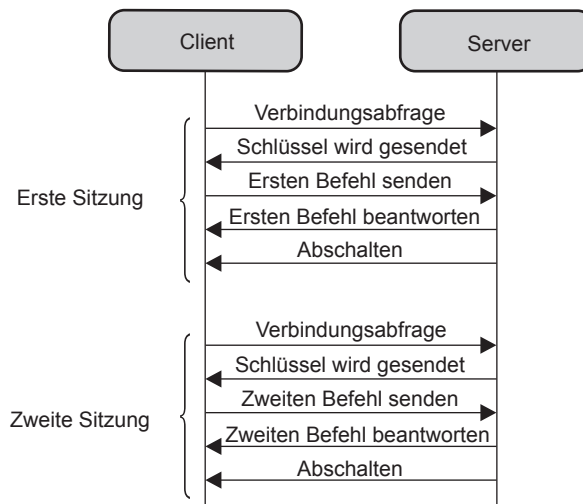 Client
Server
Verbindungsabfrage
Schlüssel wird gesendet
Ersten Befehl senden
Erste Sitzung
Ersten Befehl beantworten
Abschalten
Verbindungsabfrage
Schlüssel wird gesendet
Zweiten Befehl senden
Zweite Sitzung
Zweiten Befehl beantworten
Abschalten